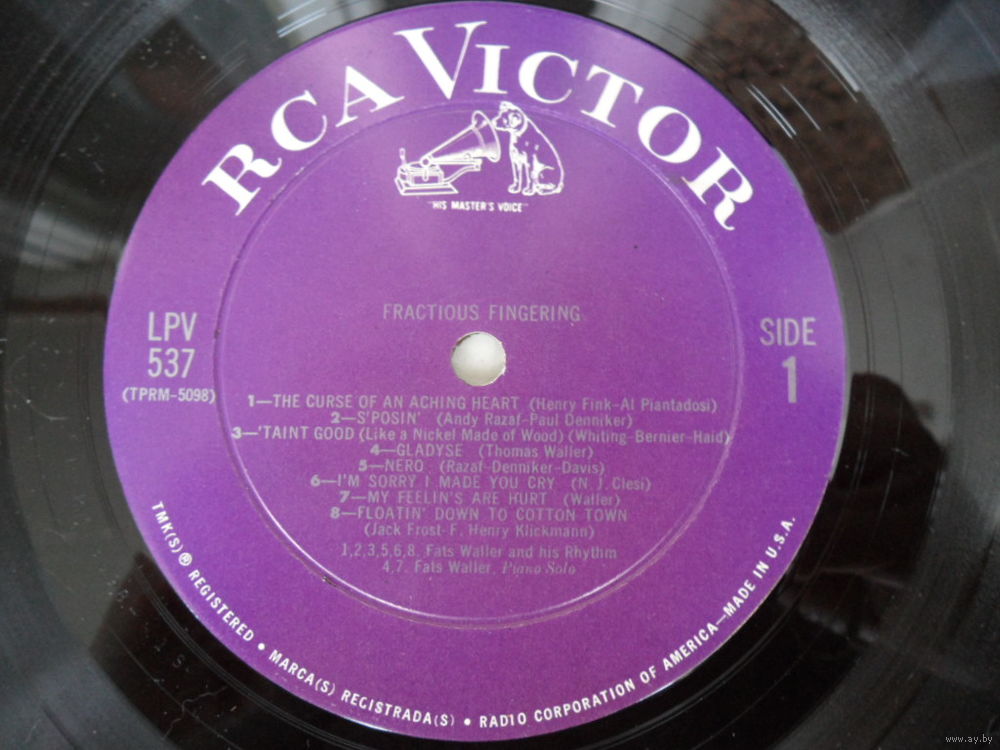 RCA VICTOR
"HIS MASTER'S VOICE"
FRACTIOUS FINGERING
LPV
537
(TPRM-5098)
SIDE
1
1—THE CURSE OF AN ACHING HEART (Henry Fink-Al Piantadosi)
2—S'POSIN' (Andy Razaf-Paul Denniker)
3—'TAINT GOOD (Like a Nickel Made of Wood) (Whiting-Bernier-Haid)
4—GLADYSE (Thomas Waller)
5—NERO (Razaf-Denniker-Davis)
6—I'M SORRY I MADE YOU CRY (N. J. Clesi)
7—MY FEELIN'S ARE HURT (Waller)
8—FLOATIN' DOWN TO COTTON TOWN
(Jack Frost-F. Henry Klickmann)
1,2,3,5,6,8. Fats Waller and his Rhythm
4,7. Fats Waller, Piano Solo
TMK(S) ® REGISTERED • MARCA(S) REGISTRADA(S) • RADIO CORPORATION OF AMERICA—MADE IN U.S.A.
www.ay.by